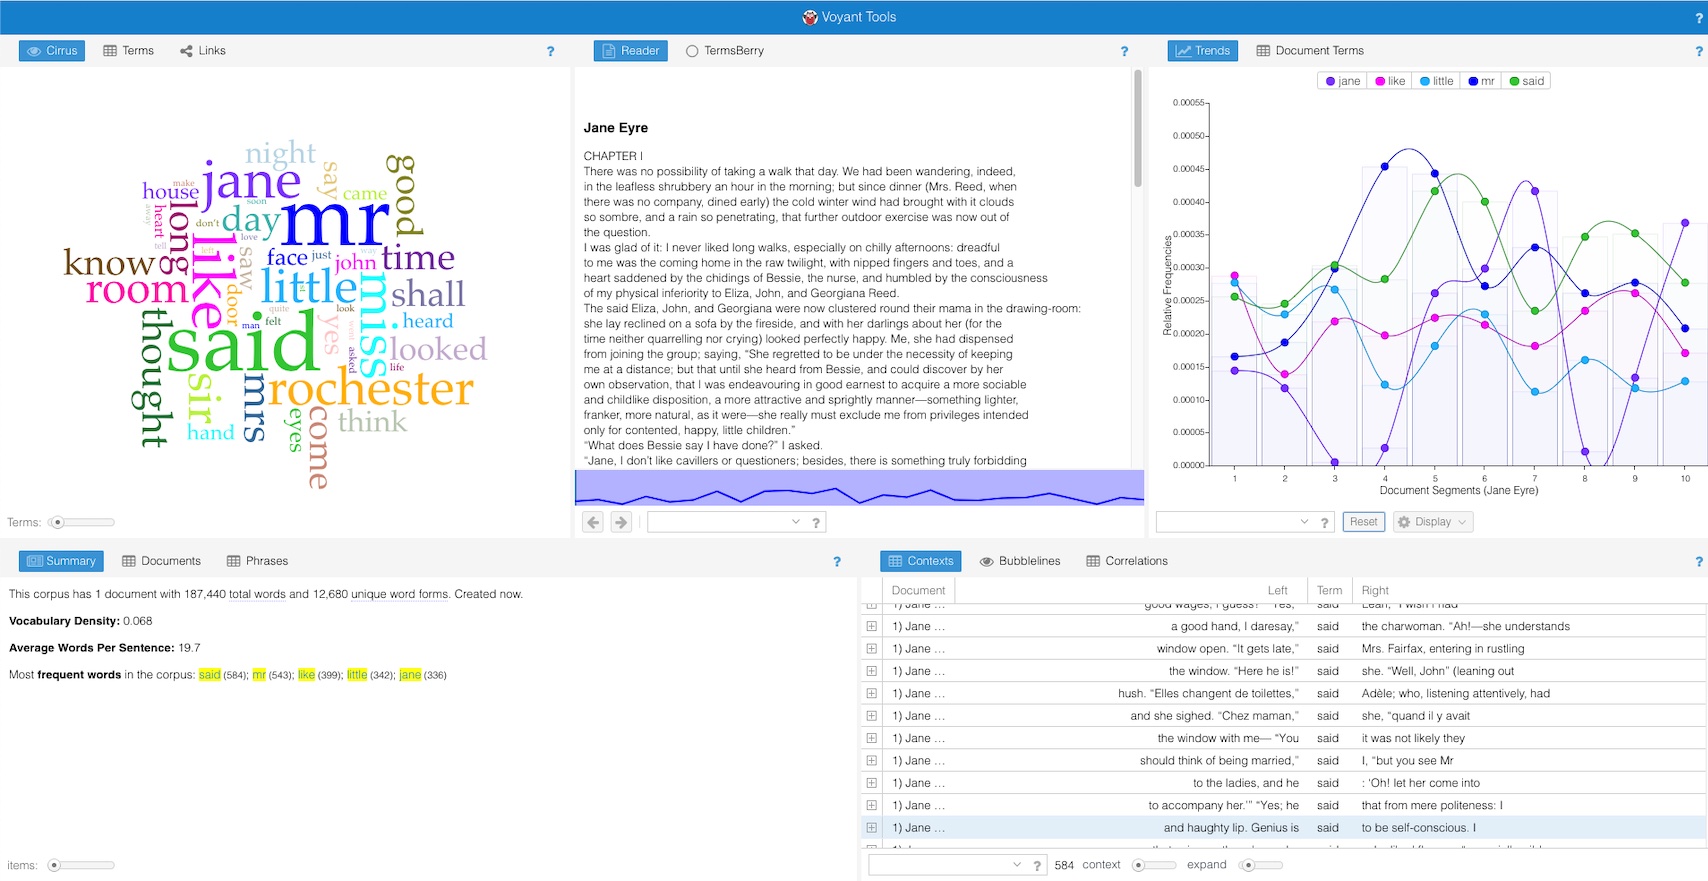 Voyant Tools
?
Cirrus Terms Links ?
night
good
make
jane
say
house
came
soon
away
heart
long
don't
day
mr
love
tell
left
know
like
saw
face just
john
time
room
door
little
miss
shall
quite
look
thought
man felt
heard
said
yes
asked
looked
life
sir
mrs
rochester
eyes
come
think
hand
Terms:
Reader TermsBerry ?
Jane Eyre
CHAPTER I
There was no possibility of taking a walk that day. We had been wandering, indeed,
in the leafless shrubbery an hour in the morning; but since dinner (Mrs. Reed, when
there was no company, dined early) the cold winter wind had brought with it clouds
so sombre, and a rain so penetrating, that further outdoor exercise was now out of
the question.
I was glad of it: I never liked long walks, especially on chilly afternoons: dreadful
to me was the coming home in the raw twilight, with nipped fingers and toes, and a
heart saddened by the chidings of Bessie, the nurse, and humbled by the consciousness
of my physical inferiority to Eliza, John, and Georgiana Reed.
The said Eliza, John, and Georgiana were now clustered round their mama in the drawing-room:
she lay reclined on a sofa by the fireside, and with her darlings about her (for the
time neither quarrelling nor crying) looked perfectly happy. Me, she had dispensed
from joining the group; saying, “She regretted to be under the necessity of keeping
me at a distance; but that until she heard from Bessie, and could discover by her
own observation, that I was endeavouring in good earnest to acquire a more sociable
and childlike disposition, a more attractive and sprightly manner—something lighter,
franker, more natural, as it were—she really must exclude me from privileges intended
only for contented, happy, little children.”
“What does Bessie say I have done?” I asked.
“Jane, I don’t like cavillers or questioners; besides, there is something truly forbidding
?
Trends Document Terms ?
jane like little mr said
0.00055
0.00050
0.00045
0.00040
0.00035
0.00030
0.00025
0.00020
0.00015
0.00010
0.00005
0.00000
Relative Frequencies
1 2 3 4 5 6 7 8 9 10
Document Segments (Jane Eyre)
? Reset Display
Summary Documents Phrases ?
This corpus has 1 document with 187,440 total words and 12,680 unique word forms. Created now.
Vocabulary Density: 0.068
Average Words Per Sentence: 19.7
Most frequent words in the corpus: said (584); mr (543); like (399); little (342); jane (336)
items:
Contexts Bubblelines Correlations ?
Document Left Term Right
1) Jane ... good wages, I guess!” “Yes,” said Leah, “I wish I had
1) Jane ... a good hand, I daresay,” said the charwoman. “Ah!—she understands
1) Jane ... window open. “It gets late,” said Mrs. Fairfax, entering in rustling
1) Jane ... the window. “Here he is!” said she. “Well, John” (leaning out
1) Jane ... hush. “Elles changent de toilettes,” said Adèle; who, listening attentively, had
1) Jane ... and she sighed. “Chez maman,” said she, “quand il y avait
1) Jane ... the window with me— “You said it was not likely they
1) Jane ... should think of being married,” said I, “but you see Mr
1) Jane ... to the ladies, and he said : ‘Oh! let her come into
1) Jane ... to accompany her.’” “Yes; he said that from mere politeness: I
1) Jane ... and haughty lip. Genius is said to be self-conscious. I
? 584 context expand